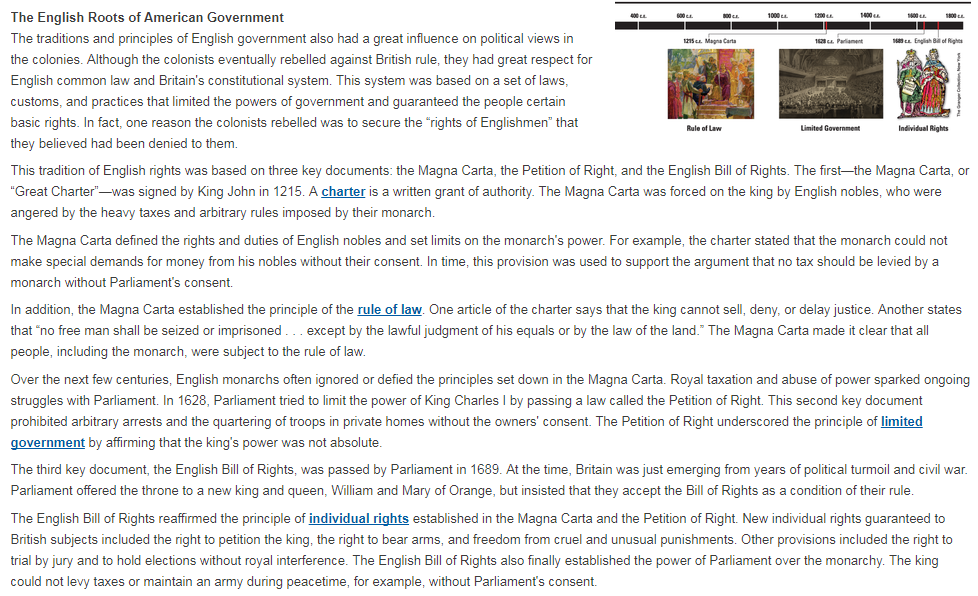 The English Roots of American Government
The traditions and principles of English government also had a great influence on political views in
the colonies. Although the colonists eventually rebelled against British rule, they had great respect for
English common law and Britain's constitutional system. This system was based on a set of laws,
customs, and practices that limited the powers of government and guaranteed the people certain
basic rights. In fact, one reason the colonists rebelled was to secure the “rights of Englishmen” that
they believed had been denied to them.
400 C.E. 600 C.E. 800 C.E. 1000 C.E. 1200 C.E. 1400 C.E. 1600 C.E. 1800 C.E.
1215 C.E. Magna Carta 1628 C.E. Parliament 1689 C.E. English Bill of Rights
The Granger Collection, New York
Rule of Law Limited Government Individual Rights
This tradition of English rights was based on three key documents: the Magna Carta, the Petition of Right, and the English Bill of Rights. The first—the Magna Carta, or
“Great Charter”—was signed by King John in 1215. A charter is a written grant of authority. The Magna Carta was forced on the king by English nobles, who were
angered by the heavy taxes and arbitrary rules imposed by their monarch.
The Magna Carta defined the rights and duties of English nobles and set limits on the monarch's power. For example, the charter stated that the monarch could not
make special demands for money from his nobles without their consent. In time, this provision was used to support the argument that no tax should be levied by a
monarch without Parliament's consent.
In addition, the Magna Carta established the principle of the rule of law. One article of the charter says that the king cannot sell, deny, or delay justice. Another states
that “no free man shall be seized or imprisoned . . . except by the lawful judgment of his equals or by the law of the land.” The Magna Carta made it clear that all
people, including the monarch, were subject to the rule of law.
Over the next few centuries, English monarchs often ignored or defied the principles set down in the Magna Carta. Royal taxation and abuse of power sparked ongoing
struggles with Parliament. In 1628, Parliament tried to limit the power of King Charles I by passing a law called the Petition of Right. This second key document
prohibited arbitrary arrests and the quartering of troops in private homes without the owners' consent. The Petition of Right underscored the principle of limited
government by affirming that the king's power was not absolute.
The third key document, the English Bill of Rights, was passed by Parliament in 1689. At the time, Britain was just emerging from years of political turmoil and civil war.
Parliament offered the throne to a new king and queen, William and Mary of Orange, but insisted that they accept the Bill of Rights as a condition of their rule.
The English Bill of Rights reaffirmed the principle of individual rights established in the Magna Carta and the Petition of Right. New individual rights guaranteed to
British subjects included the right to petition the king, the right to bear arms, and freedom from cruel and unusual punishments. Other provisions included the right to
trial by jury and to hold elections without royal interference. The English Bill of Rights also finally established the power of Parliament over the monarchy. The king
could not levy taxes or maintain an army during peacetime, for example, without Parliament's consent.